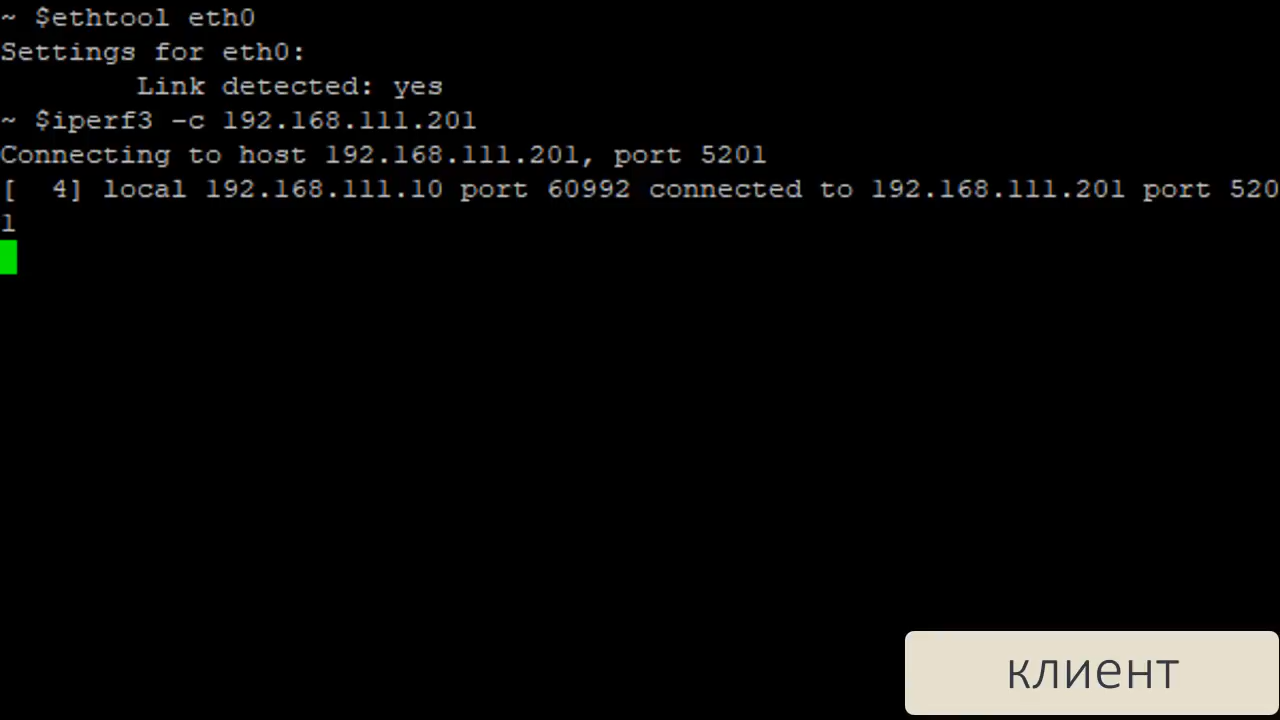 ~ $ethtool eth0
Settings for eth0:
        Link detected: yes
~ $iperf3 -c 192.168.111.201
Connecting to host 192.168.111.201, port 5201
[  4] local 192.168.111.10 port 60992 connected to 192.168.111.201 port 520
1
клиент